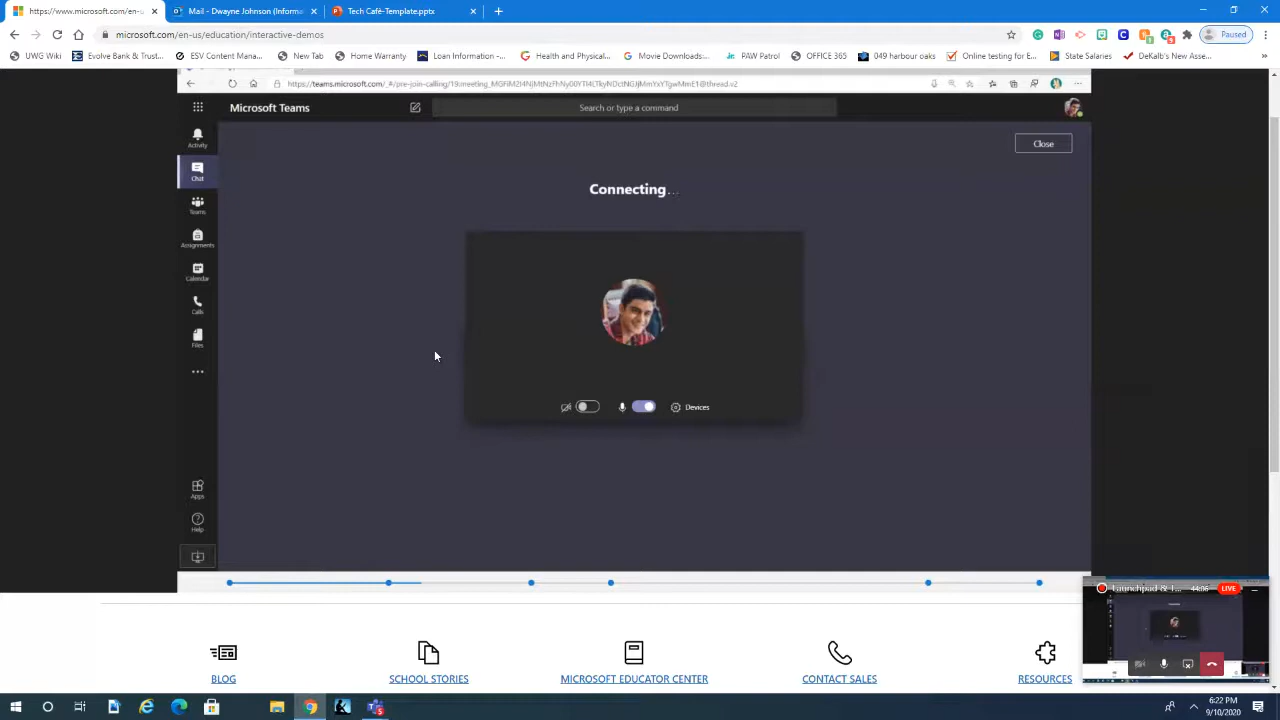 https://www.microsoft.com/en-u
Mail - Dwayne Johnson (Informa
Tech Café-Template.pptx
microsoft.com/en-us/education/interactive-demos
Paused
UWG Wiki
Evolve Bank & Trust...
ESV Content Mana...
New Tab
Home Warranty
Loan Information -...
Health and Physical...
Movie Downloads:...
PAW Patrol
OFFICE 365
049 harbour oaks
Online testing for E...
State Salaries
DeKalb's New Asse...
Microsoft Teams
Search or type a command
Activity
Chat
Teams
Assignments
Calendar
Calls
Files
Apps
Help
Close
Connecting...
Devices
Launchpad & I...
44:06
LIVE
BLOG
SCHOOL STORIES
MICROSOFT EDUCATOR CENTER
CONTACT SALES
RESOURCES
6:22 PM
9/10/2020